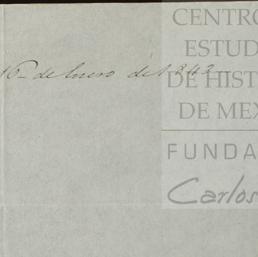 CENTRO
ESTUD
16 de Enero de 1842
DE HIST
DE MEX
FUNDA
Carlos